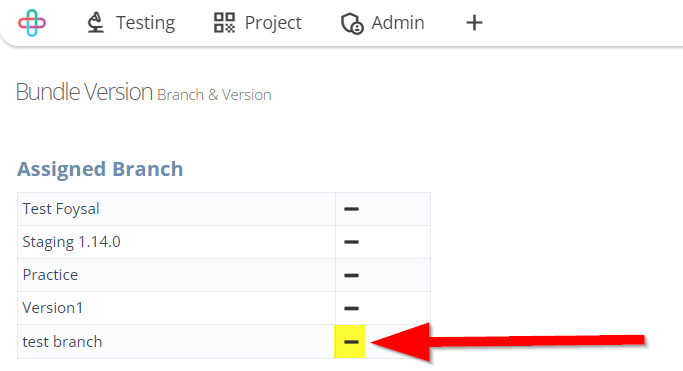 Testing Project Admin
Bundle Version Branch & Version
Assigned Branch
Test Foysal
Staging 1.14.0
Practice
Version1
test branch